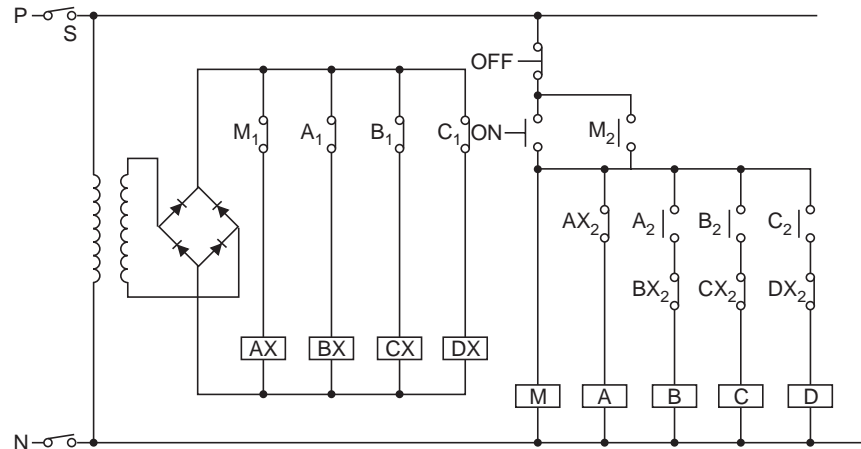 P
S
OFF
M₁ A₁ B₁ C₁ ON M₂
AX₂ A₂ B₂ C₂
BX₂ CX₂ DX₂
AX BX CX DX
M A B C D
N